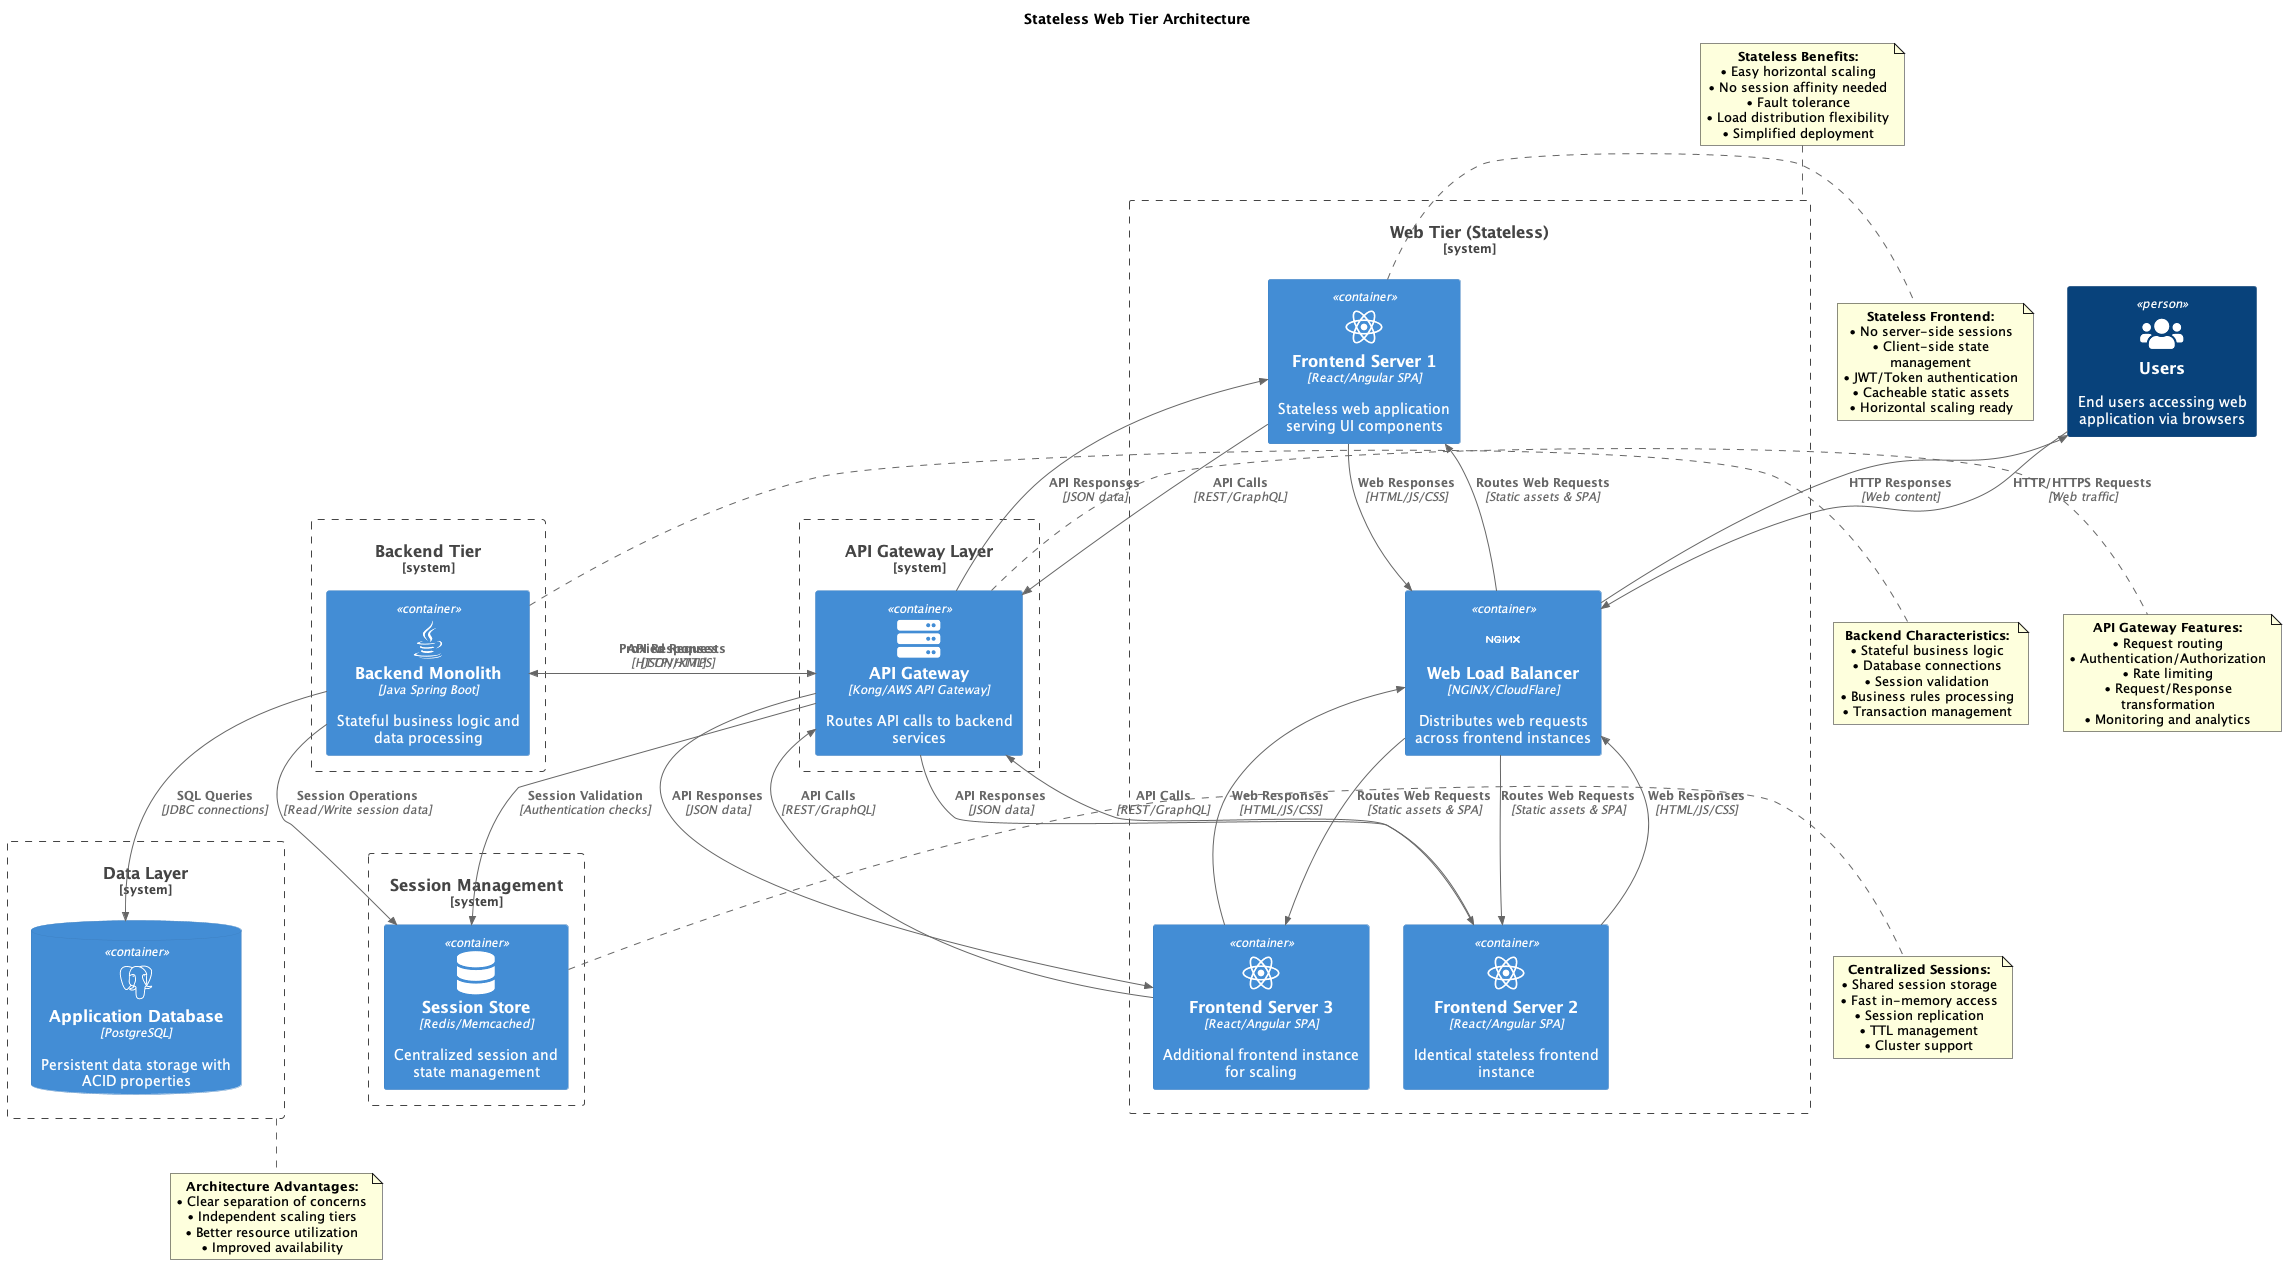 Stateless Web Tier Architecture
Stateless Benefits:
• Easy horizontal scaling
• No session affinity needed
• Fault tolerance
• Load distribution flexibility
• Simplified deployment
Web Tier (Stateless)
[system]
«container»
Frontend Server 1
[React/Angular SPA]
Stateless web application
serving UI components
Stateless Frontend:
• No server-side sessions
• Client-side state
management
• JWT/Token authentication
• Cacheable static assets
• Horizontal scaling ready
«person»
Users
End users accessing web
application via browsers
API Responses
[JSON data]
API Calls
[REST/GraphQL]
Web Responses
[HTML/JS/CSS]
Routes Web Requests
[Static assets & SPA]
HTTP Responses
[Web content]
HTTP/HTTPS Requests
[Web traffic]
Backend Tier
[system]
«container»
Backend Monolith
[Java Spring Boot]
Stateful business logic and
data processing
Proxied Requests
[HTTP/HTTPS]
API Responses
[JSON/XML]
API Gateway Layer
[system]
«container»
API Gateway
[Kong/AWS API Gateway]
Routes API calls to backend
services
«container»
NGINX
Web Load Balancer
[NGINX/CloudFlare]
Distributes web requests
across frontend instances
Backend Characteristics:
• Stateful business logic
• Database connections
• Session validation
• Business rules processing
• Transaction management
API Gateway Features:
• Request routing
• Authentication/Authorization
• Rate limiting
• Request/Response
transformation
• Monitoring and analytics
SQL Queries
[JDBC connections]
Session Operations
[Read/Write session data]
Session Validation
[Authentication checks]
API Responses
[JSON data]
API Calls
[REST/GraphQL]
API Responses
[JSON data]
API Calls
[REST/GraphQL]
Web Responses
[HTML/JS/CSS]
Routes Web Requests
[Static assets & SPA]
Routes Web Requests
[Static assets & SPA]
Web Responses
[HTML/JS/CSS]
Data Layer
[system]
«container»
Application Database
[PostgreSQL]
Persistent data storage with
ACID properties
Session Management
[system]
«container»
Session Store
[Redis/Memcached]
Centralized session and
state management
«container»
Frontend Server 3
[React/Angular SPA]
Additional frontend instance
for scaling
«container»
Frontend Server 2
[React/Angular SPA]
Identical stateless frontend
instance
Centralized Sessions:
• Shared session storage
• Fast in-memory access
• Session replication
• TTL management
• Cluster support
Architecture Advantages:
• Clear separation of concerns
• Independent scaling tiers
• Better resource utilization
• Improved availability